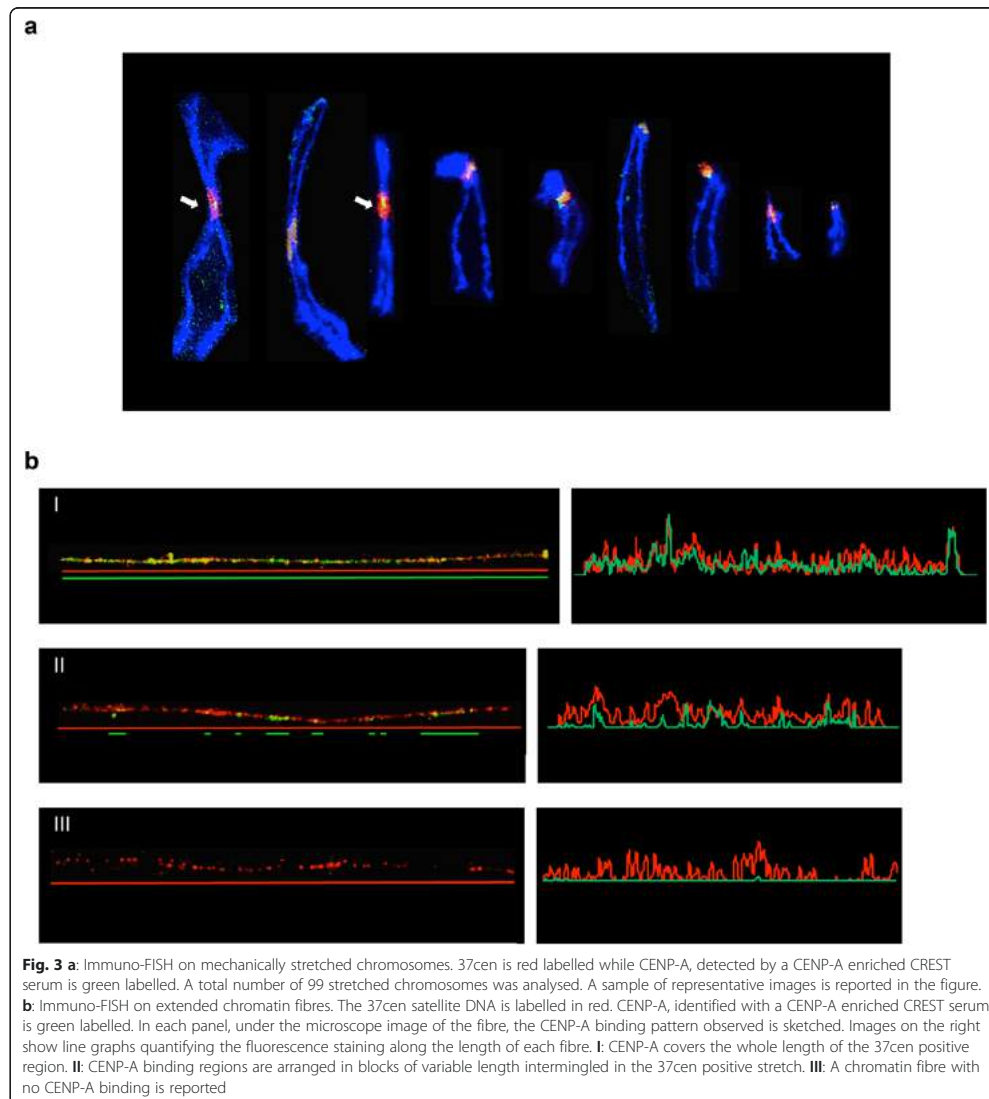 a
b
I
II
III
Fig. 3 a: Immuno-FISH on mechanically stretched chromosomes. 37cen is red labelled while CENP-A, detected by a CENP-A enriched CREST
serum is green labelled. A total number of 99 stretched chromosomes was analysed. A sample of representative images is reported in the figure.
b: Immuno-FISH on extended chromatin fibres. The 37cen satellite DNA is labelled in red. CENP-A, identified with a CENP-A enriched CREST serum
is green labelled. In each panel, under the microscope image of the fibre, the CENP-A binding pattern observed is sketched. Images on the right
show line graphs quantifying the fluorescence staining along the length of each fibre. I: CENP-A covers the whole length of the 37cen positive
region. II: CENP-A binding regions are arranged in blocks of variable length intermingled in the 37cen positive stretch. III: A chromatin fibre with
no CENP-A binding is reported